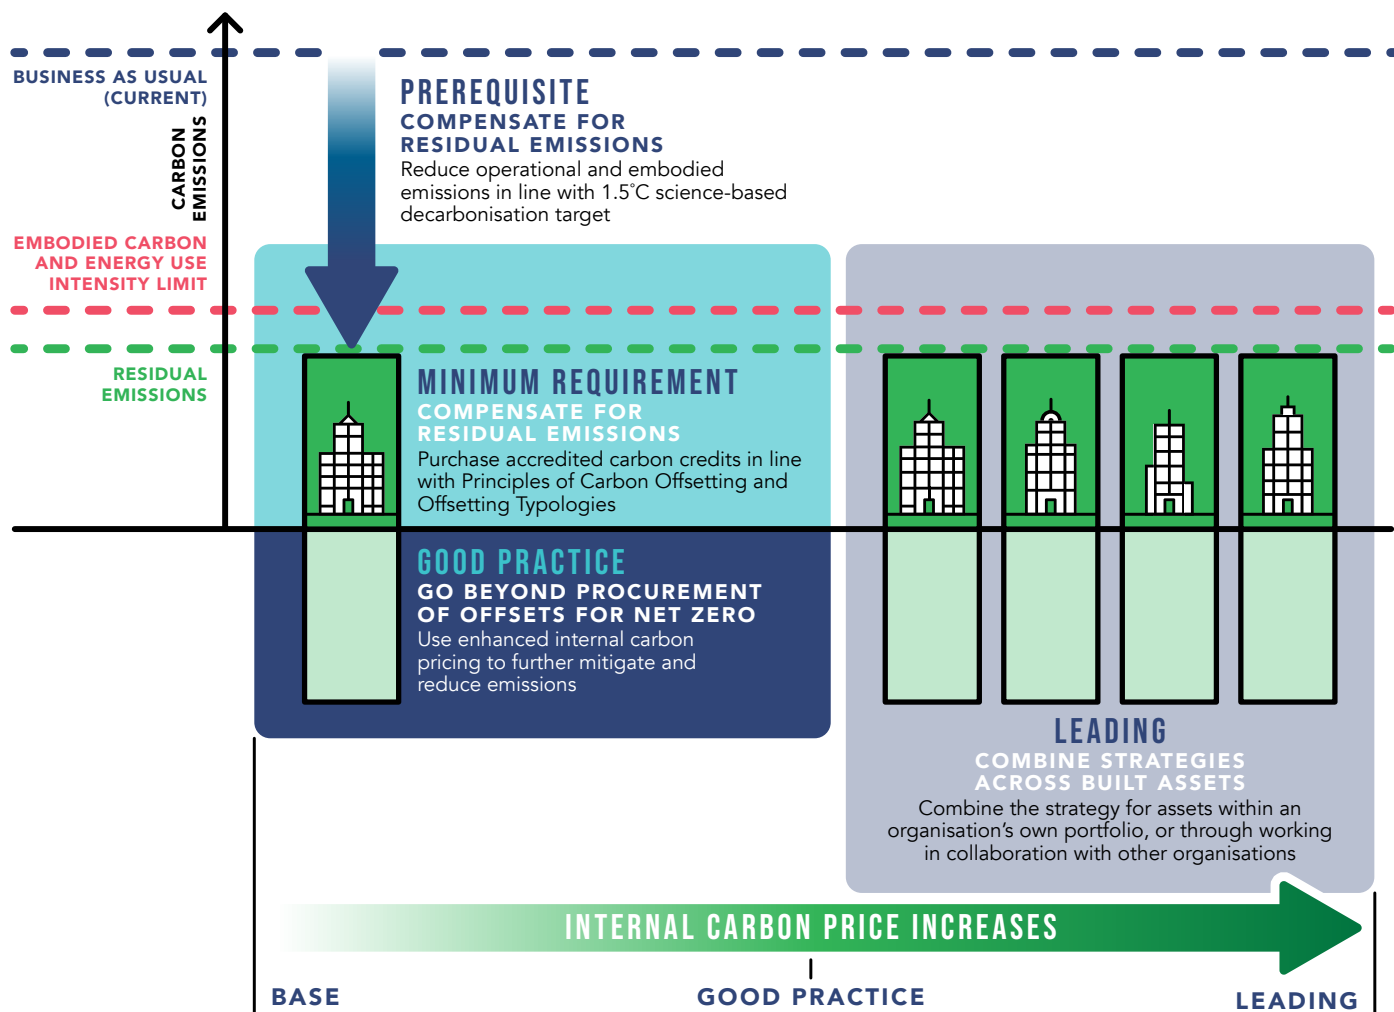 BUSINESS AS USUAL
(CURRENT)
CARBON
EMISSIONS
EMBODIED CARBON
AND ENERGY USE
INTENSITY LIMIT
RESIDUAL
EMISSIONS
PREREQUISITE
COMPENSATE FOR
RESIDUAL EMISSIONS
Reduce operational and embodied
emissions in line with 1.5°C science-based
decarbonisation target
MINIMUM REQUIREMENT
COMPENSATE FOR
RESIDUAL EMISSIONS
Purchase accredited carbon credits in line
with Principles of Carbon Offsetting and
Offsetting Typologies
GOOD PRACTICE
GO BEYOND PROCUREMENT
OF OFFSETS FOR NET ZERO
Use enhanced internal carbon
pricing to further mitigate and
reduce emissions
LEADING
COMBINE STRATEGIES
ACROSS BUILT ASSETS
Combine the strategy for assets within an
organisation's own portfolio, or through working
in collaboration with other organisations
INTERNAL CARBON PRICE INCREASES
BASE
GOOD PRACTICE
LEADING